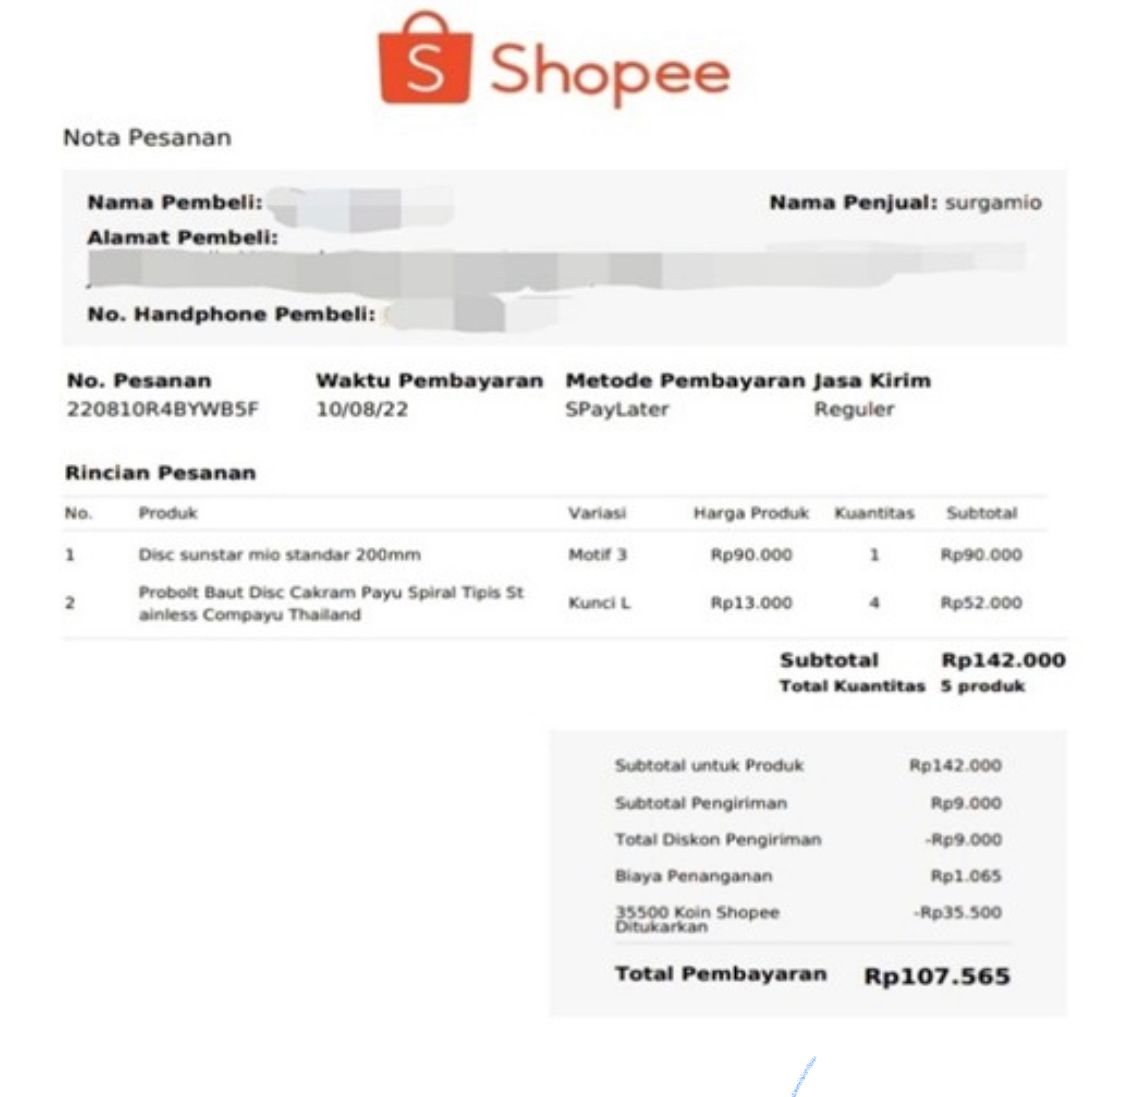 S Shopee
Nota Pesanan
Nama Pembeli:
Nama Penjual: surgamio
Alamat Pembeli:
No. Handphone Pembeli:
No. Pesanan Waktu Pembayaran Metode Pembayaran Jasa Kirim
220810R4BYWB5F 10/08/22 SPayLater Reguler
Rincian Pesanan
No. Produk Variasi Harga Produk Kuantitas Subtotal
1 Disc sunstar mio standar 200mm Motif 3 Rp90.000 1 Rp90.000
2 Probolt Baut Disc Cakram Payu Spiral Tipis St
ainless Compayu Thailand Kunci L Rp13.000 4 Rp52.000
Subtotal Rp142.000
Total Kuantitas 5 produk
Subtotal untuk Produk Rp142.000
Subtotal Pengiriman Rp9.000
Total Diskon Pengiriman -Rp9.000
Biaya Penanganan Rp1.065
35500 Koin Shopee
Ditukarkan -Rp35.500
Total Pembayaran Rp107.565